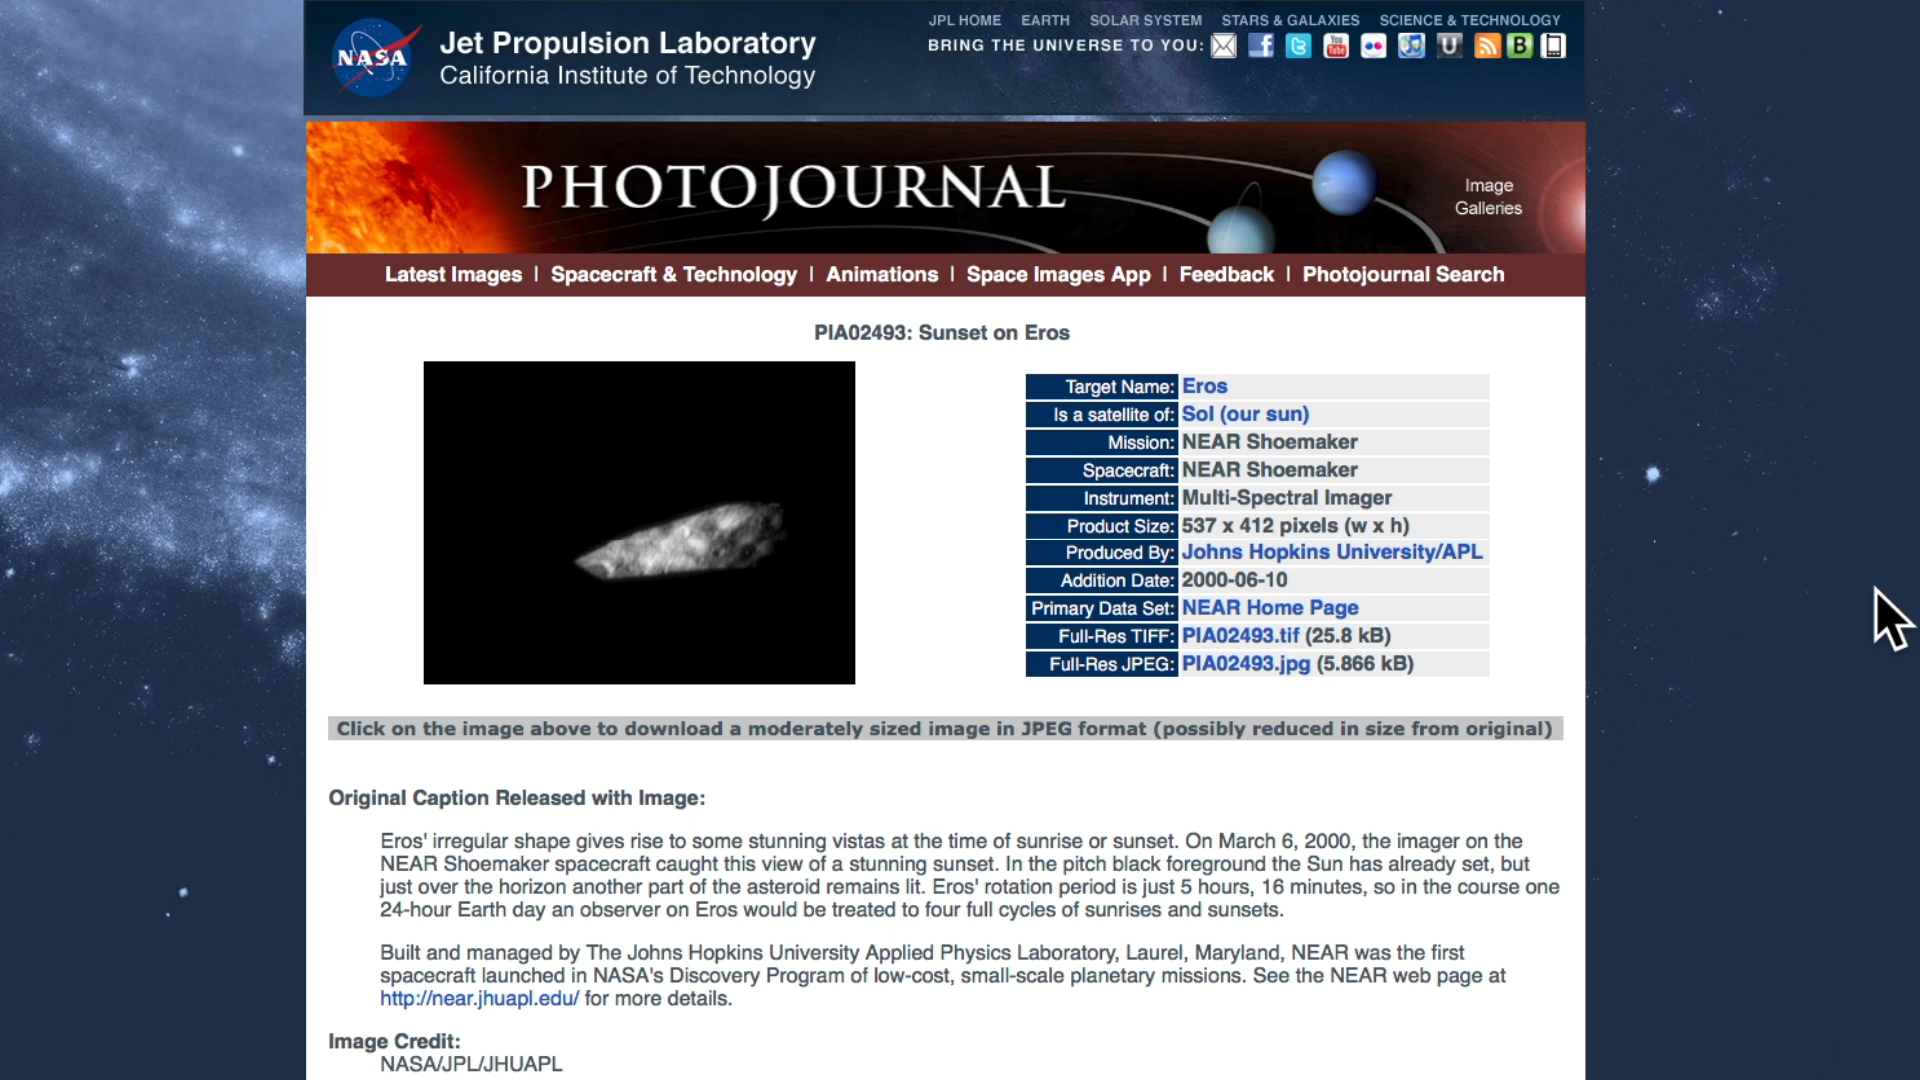 JPL HOME EARTH SOLAR SYSTEM STARS & GALAXIES SCIENCE & TECHNOLOGY
BRING THE UNIVERSE TO YOU:
NASA
Jet Propulsion Laboratory
California Institute of Technology
PHOTOJOURNAL
Image
Galleries
Latest Images | Spacecraft & Technology | Animations | Space Images App | Feedback | Photojournal Search
PIA02493: Sunset on Eros
Target Name: Eros
Is a satellite of: Sol (our sun)
Mission: NEAR Shoemaker
Spacecraft: NEAR Shoemaker
Instrument: Multi-Spectral Imager
Product Size: 537 x 412 pixels (w x h)
Produced By: Johns Hopkins University/APL
Addition Date: 2000-06-10
Primary Data Set: NEAR Home Page
Full-Res TIFF: PIA02493.tif (25.8 kB)
Full-Res JPEG: PIA02493.jpg (5.866 kB)
Click on the image above to download a moderately sized image in JPEG format (possibly reduced in size from original)
Original Caption Released with Image:
Eros' irregular shape gives rise to some stunning vistas at the time of sunrise or sunset. On March 6, 2000, the imager on the
NEAR Shoemaker spacecraft caught this view of a stunning sunset. In the pitch black foreground the Sun has already set, but
just over the horizon another part of the asteroid remains lit. Eros' rotation period is just 5 hours, 16 minutes, so in the course one
24-hour Earth day an observer on Eros would be treated to four full cycles of sunrises and sunsets.
Built and managed by The Johns Hopkins University Applied Physics Laboratory, Laurel, Maryland, NEAR was the first
spacecraft launched in NASA's Discovery Program of low-cost, small-scale planetary missions. See the NEAR web page at
http://near.jhuapl.edu/ for more details.
Image Credit:
NASA/JPL/JHUAPL